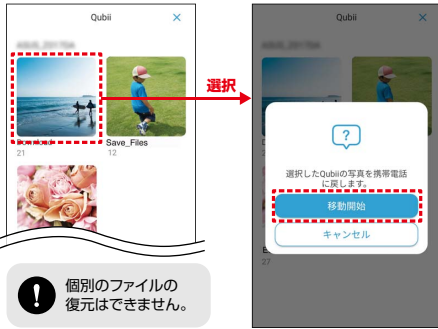 Qubii ×
Download
21
Save_Files
12
選択
Qubii ×
?
選択したQubiiの写真を携帯電話
に戻します。
移動開始
キャンセル
27
!
個別のファイルの
復元はできません。